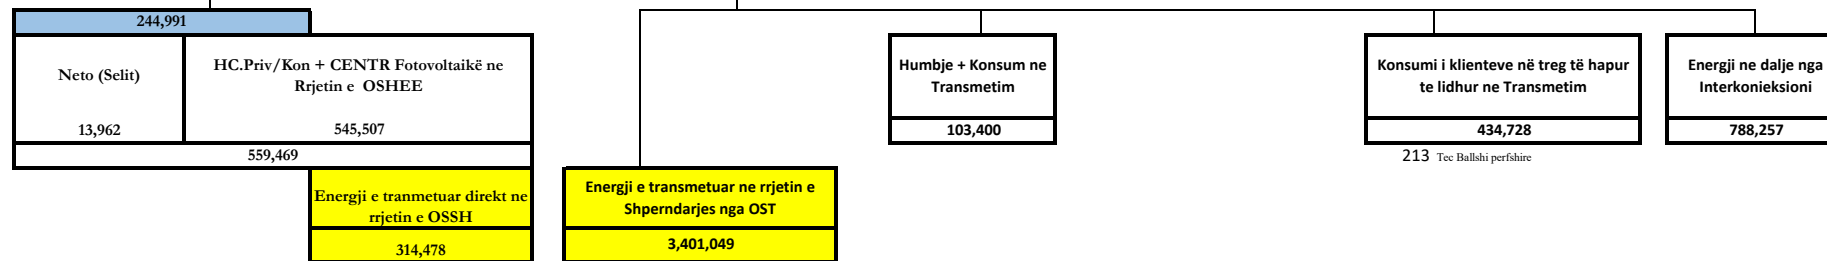 244,991
Neto (Selit)
HC.Priv/Kon + CENTR Fotovoltaikë ne
Rrjetin e OSHEE
13,962
545,507
559,469
Energji e tranmetuar direkt ne
rrjetin e OSSH
314,478
Energji e transmetuar ne rrjetin e
Shperndarjes nga OST
3,401,049
Humbje + Konsum ne
Transmetim
103,400
Konsumi i klienteve në treg të hapur
te lidhur ne Transmetim
434,728
213 Tec Ballshi perfshire
Energji ne dalje nga
Interkonieksioni
788,257